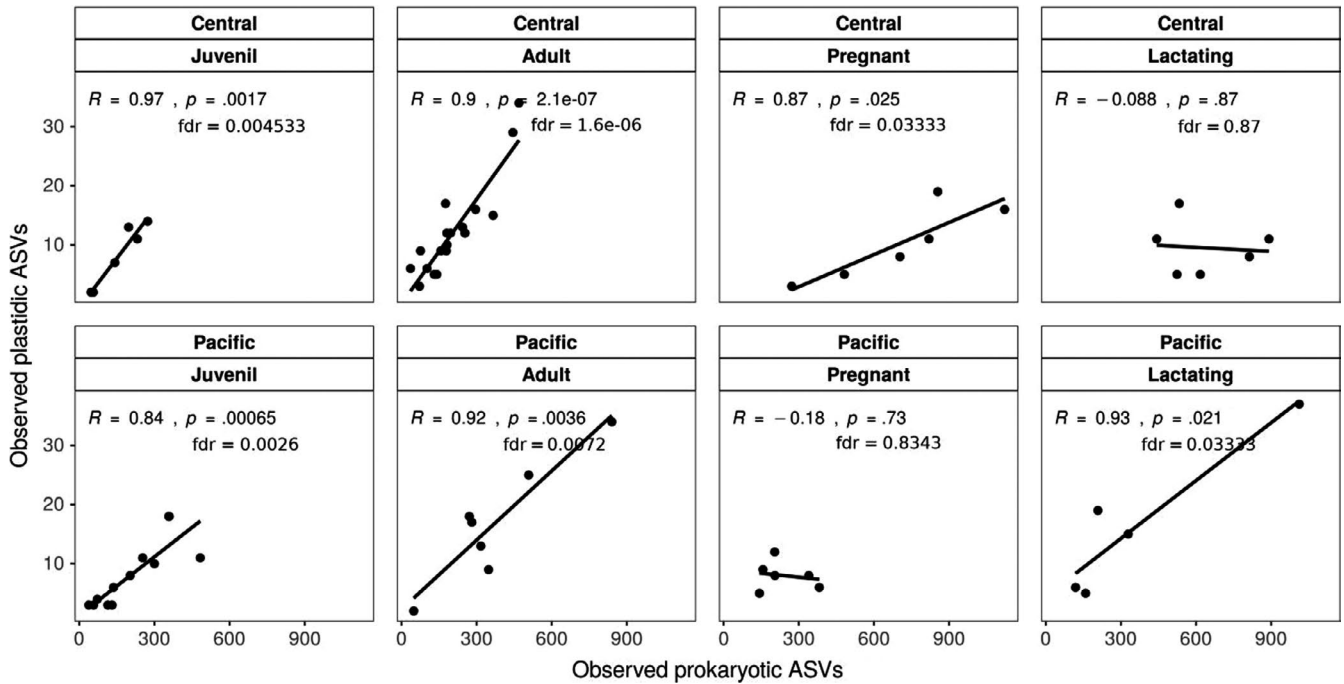 Central Central Central Central
Juvenil Adult Pregnant Lactating
R = 0.97 , p = .0017 R = 0.9 , p = 2.1e-07 R = 0.87 , p = .025 R = −0.088 , p = .87
fdr = 0.004533 fdr = 1.6e-06 fdr = 0.03333 fdr = 0.87
30
20
10
Observed plastidic ASVs
Pacific Pacific Pacific Pacific
Juvenil Adult Pregnant Lactating
R = 0.84 , p = .00065 R = 0.92 , p = .0036 R = −0.18 , p = .73 R = 0.93 , p = .021
fdr = 0.0026 fdr = 0.0072 fdr = 0.8343 fdr = 0.03333
30
20
10
0 300 600 900 0 300 600 900 0 300 600 900 0 300 600 900
Observed prokaryotic ASVs